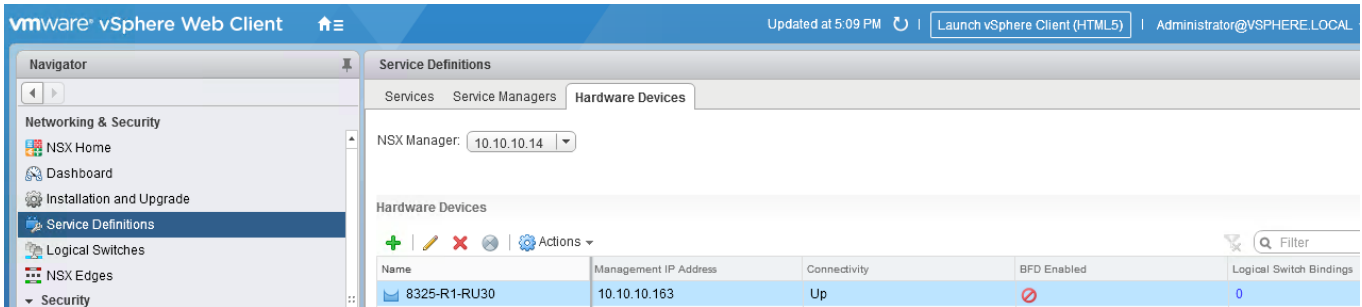 vmware® vSphere Web Client
Updated at 5:09 PM | Launch vSphere Client (HTML5) | Administrator@VSPHERE.LOCAL
Navigator
Networking & Security
NSX Home
Dashboard
Installation and Upgrade
Service Definitions
Logical Switches
NSX Edges
Security
Service Definitions
Services Service Managers Hardware Devices
NSX Manager: 10.10.10.14
Hardware Devices
Actions Filter
Name Management IP Address Connectivity BFD Enabled Logical Switch Bindings
8325-R1-RU30 10.10.10.163 Up 0